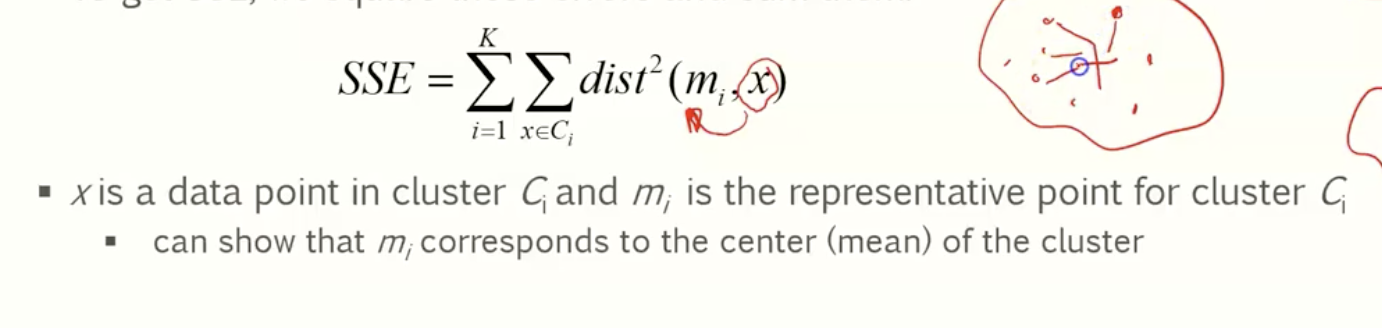 SSE = \sum_{i=1}^{K} \sum_{x \in C_i} dist^2 (m_i, x)
▪ x is a data point in cluster C_i and m_i is the representative point for cluster C_i
▪ can show that m_i corresponds to the center (mean) of the cluster